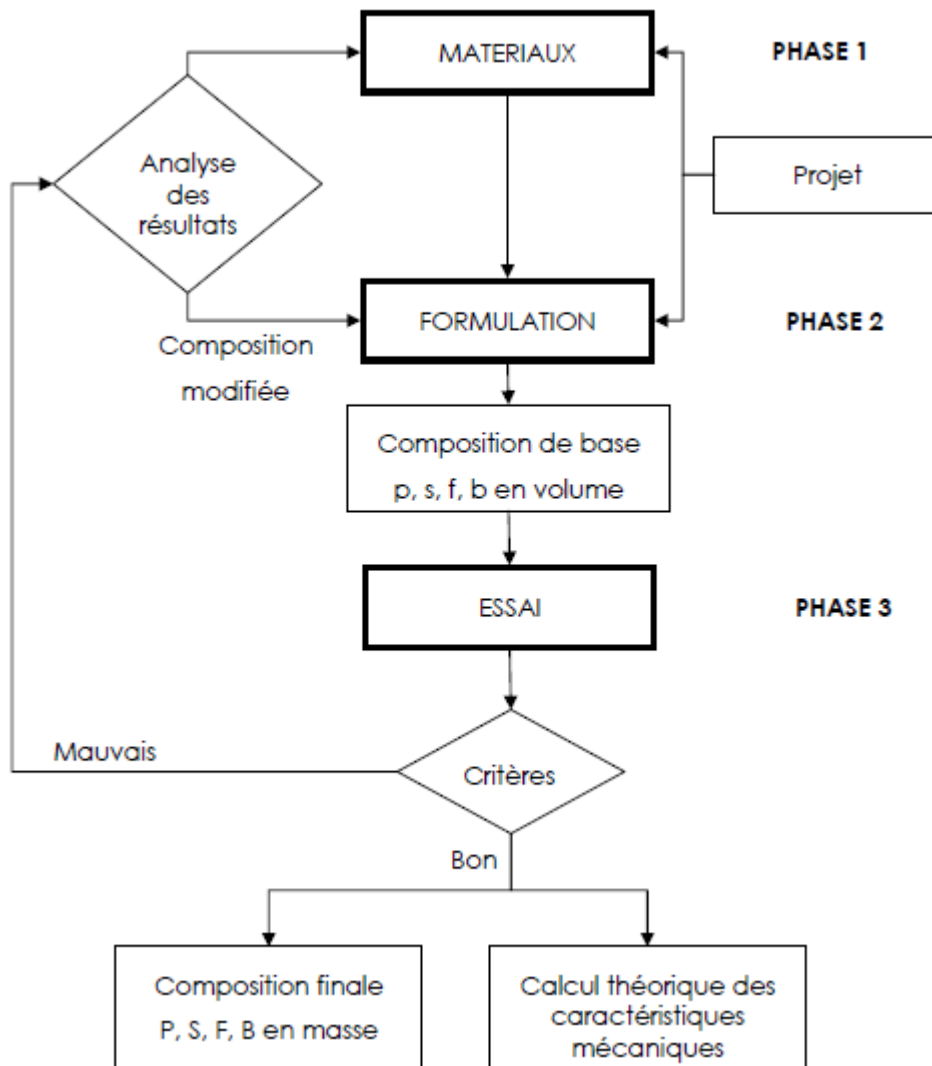 MATERIAUX
PHASE 1
Analyse
des
résultats
Projet
FORMULATION
PHASE 2
Composition
modifiée
Composition de base
p, s, f, b en volume
ESSAI
PHASE 3
Mauvais
Critères
Bon
Composition finale
P, S, F, B en masse
Calcul théorique des
caractéristiques
mécaniques